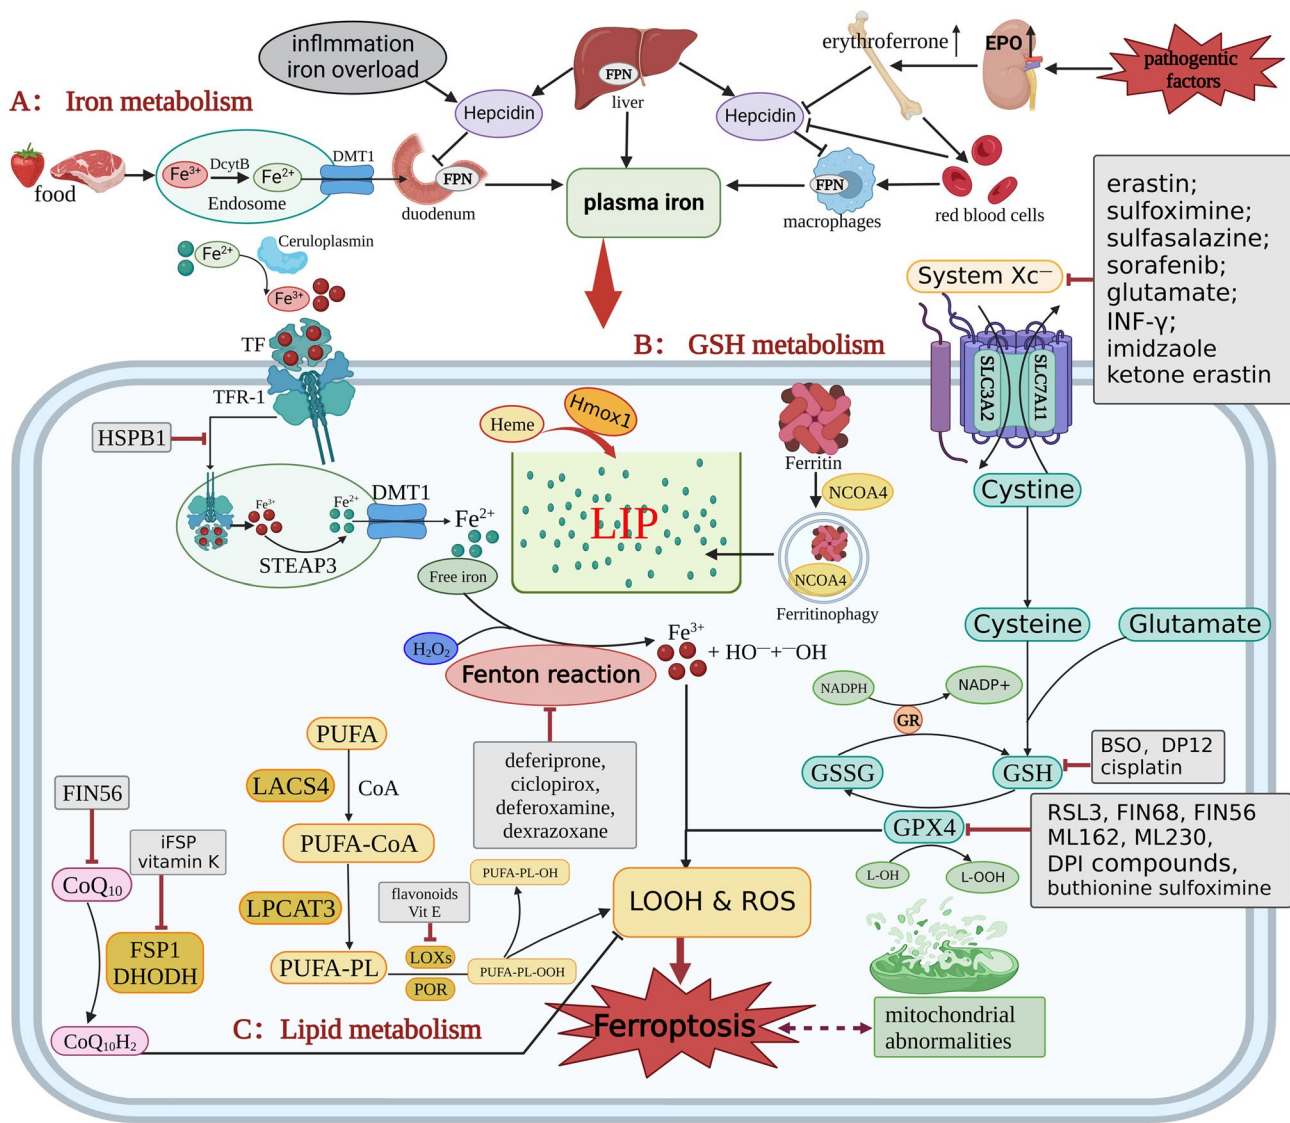 A: Iron metabolism
inflmmation
iron overload
FPN
liver
Hepcidin
Hepcidin
erythroferrone
EPO
pathogentic
factors
food
Fe3+
DcytB
Fe2+
Endosome
DMT1
FPN
duodenum
plasma iron
FPN
macrophages
red blood cells
Fe2+
Ceruloplasmin
Fe3+
TF
TFR-1
HSPB1
Fe3+
Fe2+
STEAP3
DMT1
Fe2+
Free iron
H2O2
Fenton reaction
Fe3+
+ HO—+—OH
deferiprone,
ciclopirox,
deferoxamine,
dexrazoxane
Heme
Hmox1
LIP
Ferritin
NCOA4
NCOA4
Ferritinophagy
B: GSH metabolism
System Xc—
erastin;
sulfoximine;
sulfasalazine;
sorafenib;
glutamate;
INF-γ;
imidzaole
ketone erastin
SLC3A2
SLC7A11
Cystine
Cysteine
Glutamate
NADPH
NADP+
GR
GSSG
GSH
BSO, DP12
cisplatin
GPX4
RSL3, FIN68, FIN56
ML162, ML230,
DPI compounds,
buthionine sulfoximine
L-OH
L-OOH
PUFA
LACS4
CoA
PUFA-CoA
LPCAT3
PUFA-PL
flavonoids
Vit E
LOXs
POR
PUFA-PL-OH
PUFA-PL-OOH
LOOH & ROS
FIN56
iFSP
vitamin K
CoQ10
FSP1
DHODH
CoQ10H2
C: Lipid metabolism
Ferroptosis
mitochondrial
abnormalities